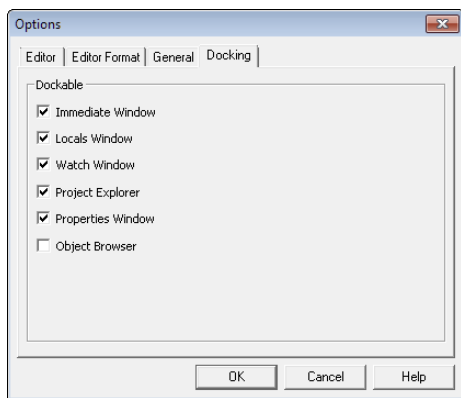 Options
Editor Editor Format General Docking
Dockable
Immediate Window
Locals Window
Watch Window
Project Explorer
Properties Window
Object Browser
OK Cancel Help